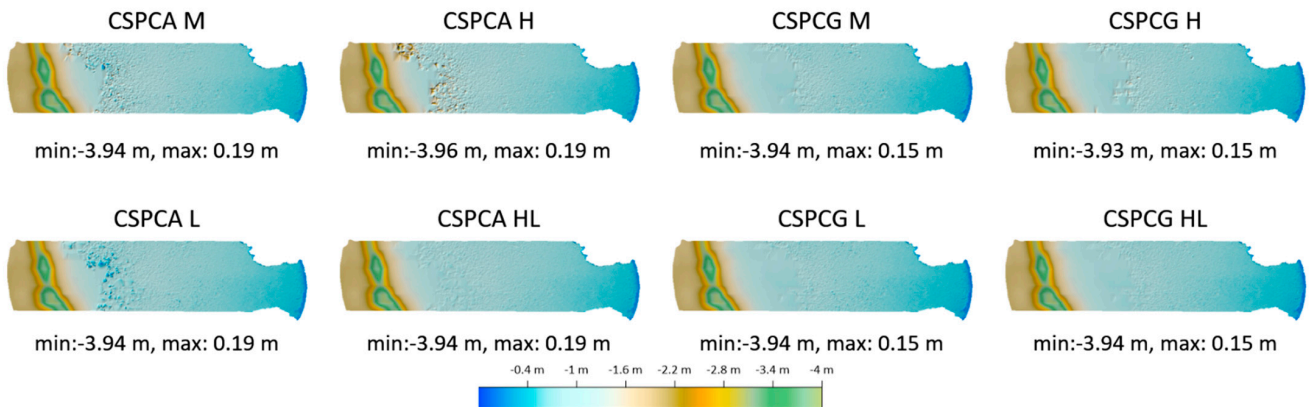 CSPCA M CSPCA H CSPCG M CSPCG H
min:-3.94 m, max: 0.19 m min:-3.96 m, max: 0.19 m min:-3.94 m, max: 0.15 m min:-3.93 m, max: 0.15 m
CSPCA L CSPCA HL CSPCG L CSPCG HL
min:-3.94 m, max: 0.19 m min:-3.94 m, max: 0.19 m min:-3.94 m, max: 0.15 m min:-3.94 m, max: 0.15 m
-0.4 m -1 m -1.6 m -2.2 m -2.8 m -3.4 m -4 m